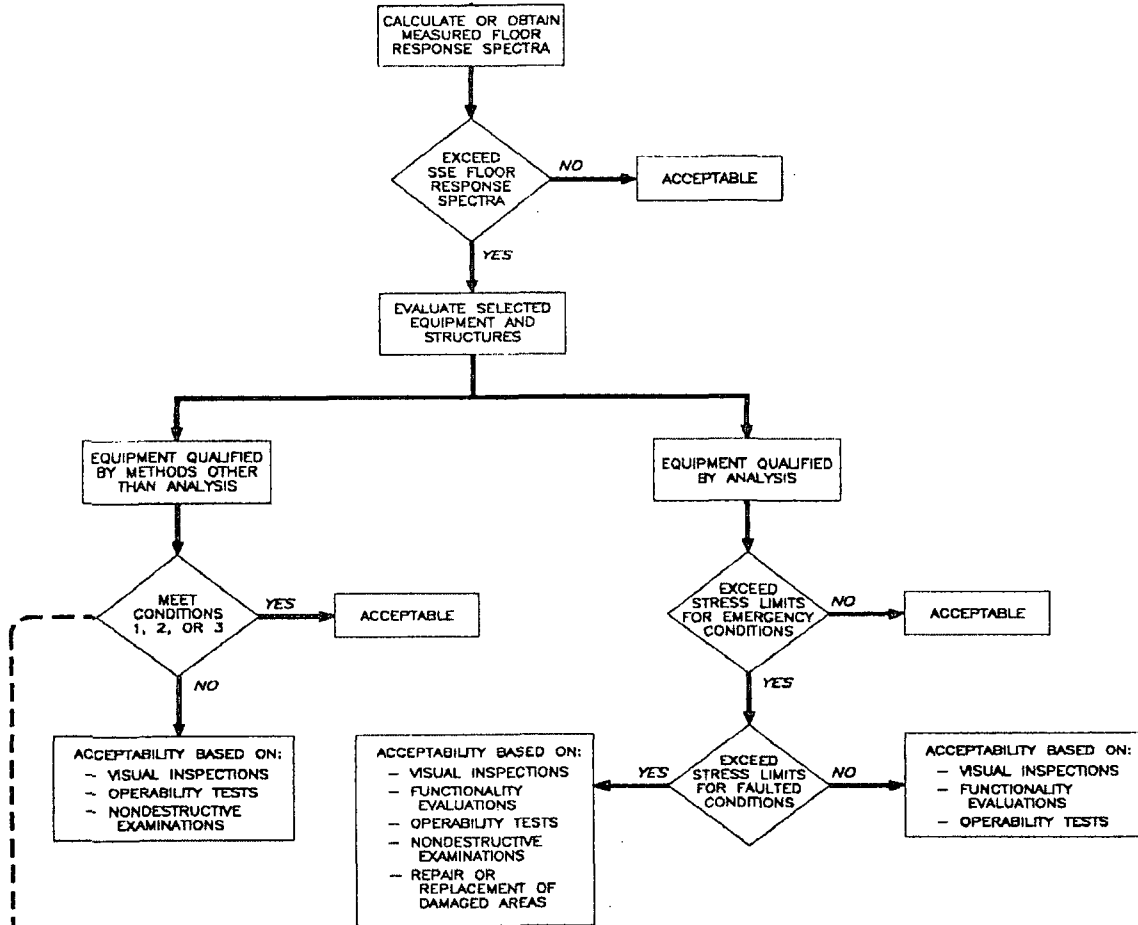 CALCULATE OR OBTAIN
MEASURED FLOOR
RESPONSE SPECTRA
EXCEED
SSE FLOOR
RESPONSE
SPECTRA
NO
ACCEPTABLE
YES
EVALUATE SELECTED
EQUIPMENT AND
STRUCTURES
EQUIPMENT QUALIFIED
BY METHODS OTHER
THAN ANALYSIS
EQUIPMENT QUALIFIED
BY ANALYSIS
MEET
CONDITIONS
1, 2, OR 3
YES
ACCEPTABLE
NO
EXCEED
STRESS LIMITS
FOR EMERGENCY
CONDITIONS
NO
ACCEPTABLE
YES
ACCEPTABILITY BASED ON:
– VISUAL INSPECTIONS
– OPERABILITY TESTS
– NONDESTRUCTIVE
EXAMINATIONS
ACCEPTABILITY BASED ON:
– VISUAL INSPECTIONS
– FUNCTIONALITY
EVALUATIONS
– OPERABILITY TESTS
– NONDESTRUCTIVE
EXAMINATIONS
– REPAIR OR
REPLACEMENT OF
DAMAGED AREAS
YES
EXCEED
STRESS LIMITS
FOR FAULTED
CONDITIONS
NO
ACCEPTABILITY BASED ON:
– VISUAL INSPECTIONS
– FUNCTIONALITY
EVALUATIONS
– OPERABILITY TESTS